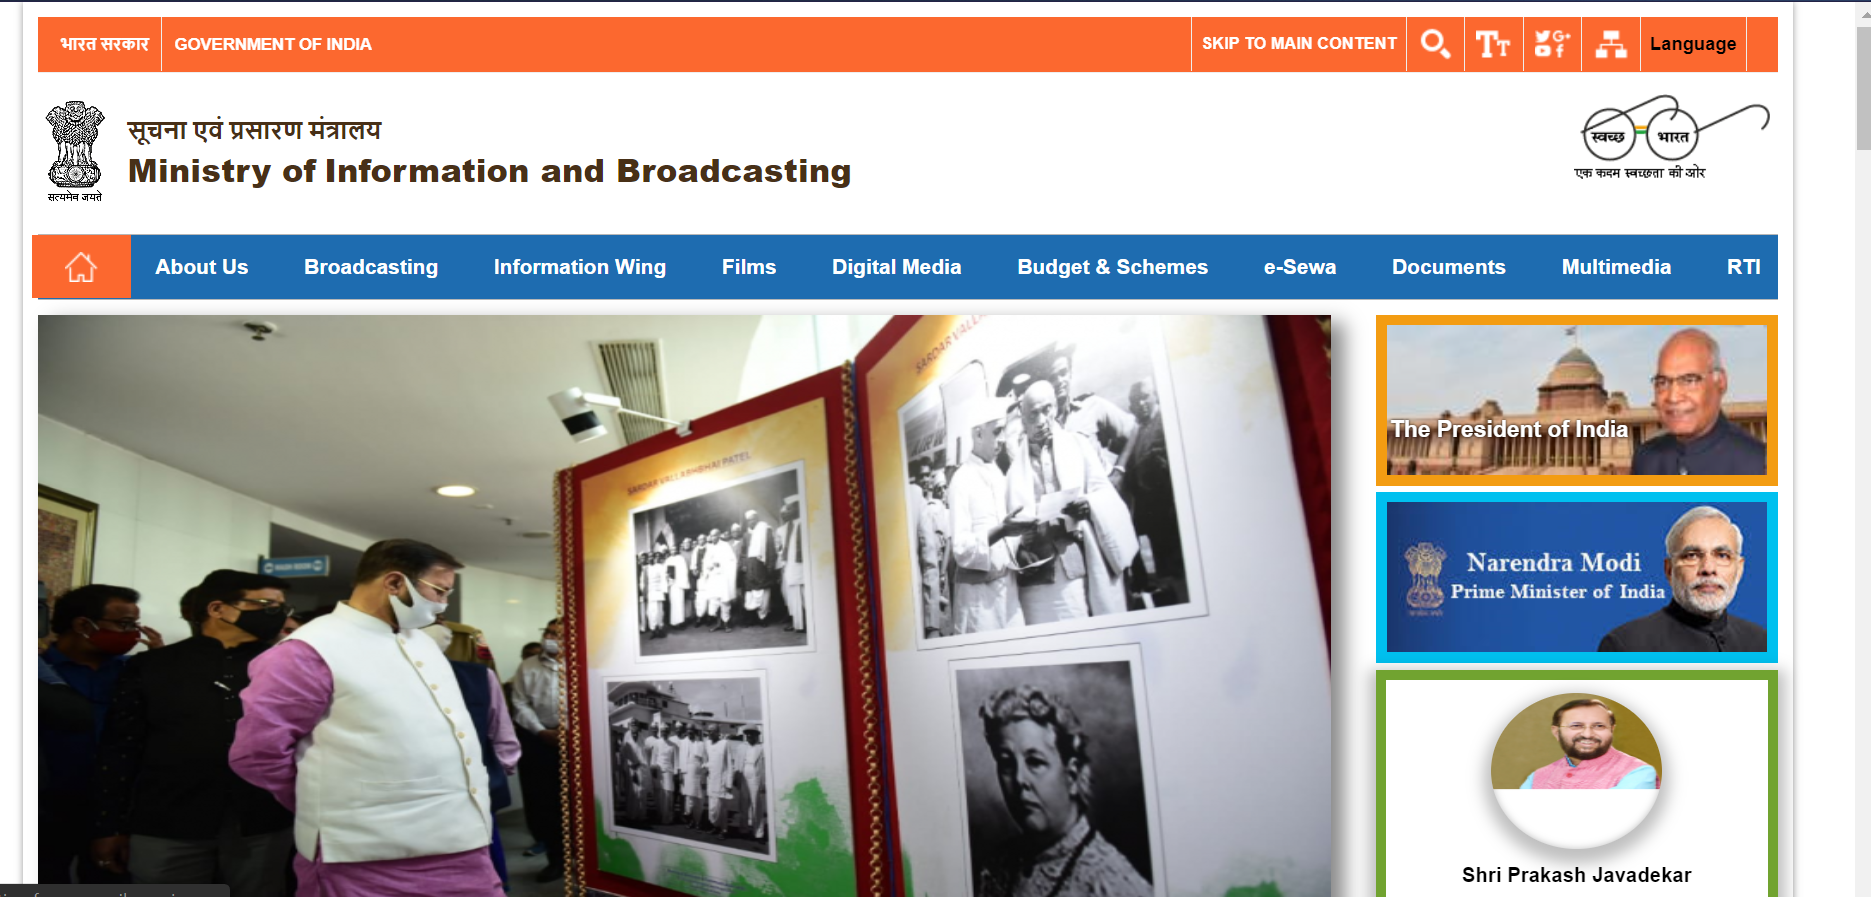 भारत सरकार
GOVERNMENT OF INDIA
SKIP TO MAIN CONTENT
Language
सत्यमेव जयते
सूचना एवं प्रसारण मंत्रालय
Ministry of Information and Broadcasting
स्वच्छ भारत
एक कदम स्वच्छता की ओर
About Us
Broadcasting
Information Wing
Films
Digital Media
Budget & Schemes
e-Sewa
Documents
Multimedia
RTI
SARDAR VALLABHBHAI PATEL
The President of India
Narendra Modi
Prime Minister of India
Shri Prakash Javadekar